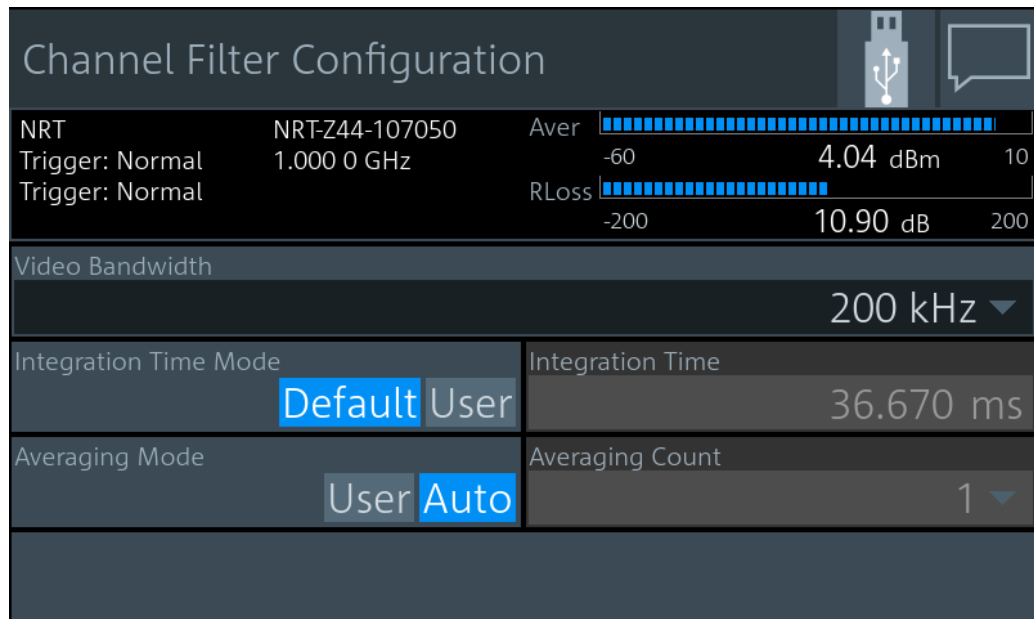 Channel Filter Configuration
NRT NRT-Z44-107050 Aver
Trigger: Normal 1.000 0 GHz -60 4.04 dBm 10
Trigger: Normal RLoss
-200 10.90 dB 200
Video Bandwidth
200 kHz
Integration Time Mode Integration Time
Default User 36.670 ms
Averaging Mode Averaging Count
User Auto 1